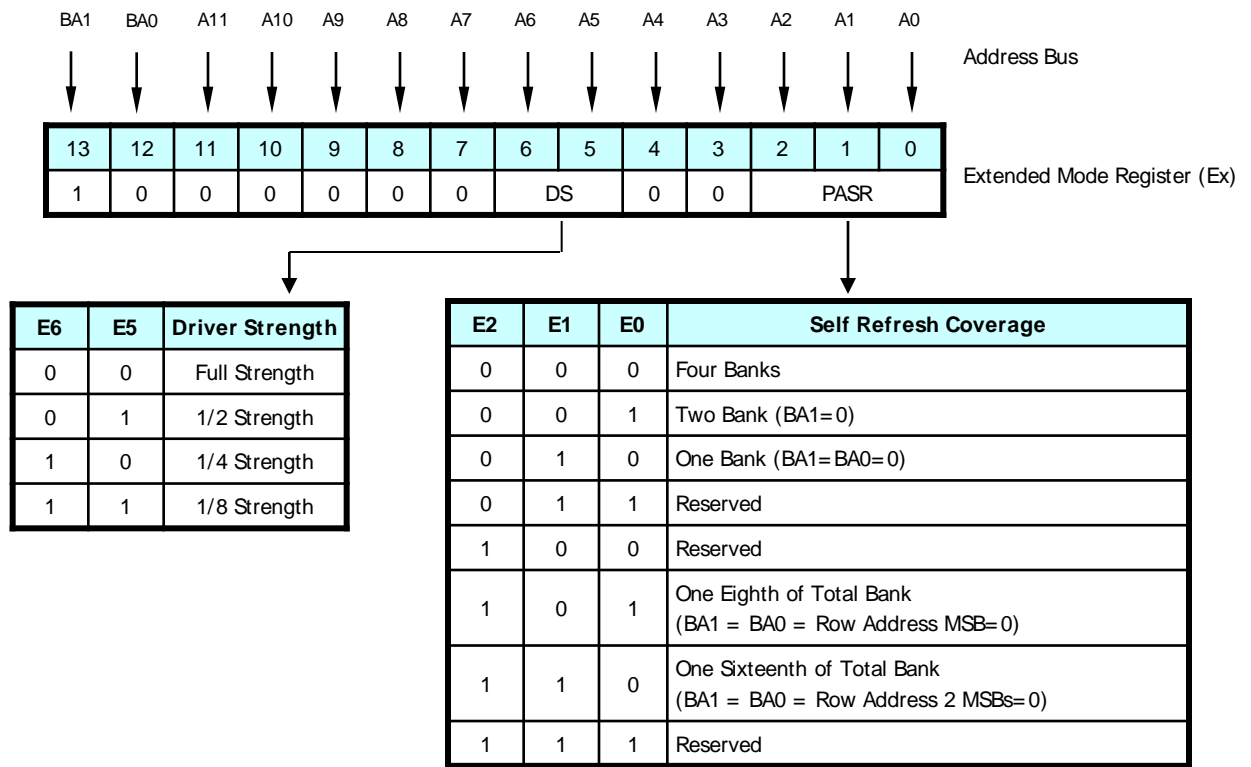 BA1 BA0 A11 A10 A9 A8 A7 A6 A5 A4 A3 A2 A1 A0
Address Bus
13 12 11 10 9 8 7 6 5 4 3 2 1 0
1 0 0 0 0 0 0 DS 0 0 PASR
Extended Mode Register (Ex)
E6 E5 Driver Strength
0 0 Full Strength
0 1 1/2 Strength
1 0 1/4 Strength
1 1 1/8 Strength
E2 E1 E0 Self Refresh Coverage
0 0 0 Four Banks
0 0 1 Two Bank (BA1=0)
0 1 0 One Bank (BA1=BA0=0)
0 1 1 Reserved
1 0 0 Reserved
1 0 1 One Eighth of Total Bank
(BA1 = BA0 = Row Address MSB=0)
1 1 0 One Sixteenth of Total Bank
(BA1 = BA0 = Row Address 2 MSBs=0)
1 1 1 Reserved